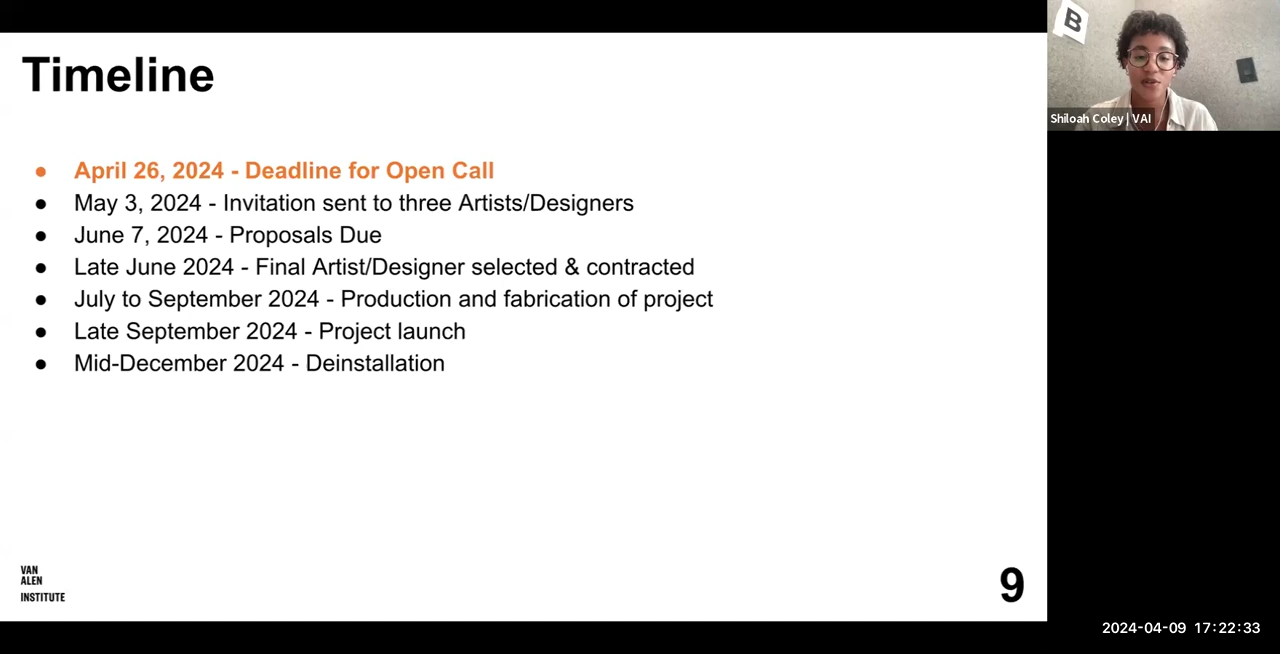 Timeline
● April 26, 2024 - Deadline for Open Call
● May 3, 2024 - Invitation sent to three Artists/Designers
● June 7, 2024 - Proposals Due
● Late June 2024 - Final Artist/Designer selected & contracted
● July to September 2024 - Production and fabrication of project
● Late September 2024 - Project launch
● Mid-December 2024 - Deinstallation
VAN
ALEN
INSTITUTE
9
B
Shiloah Coley | VAI
2024-04-09 17:22:33